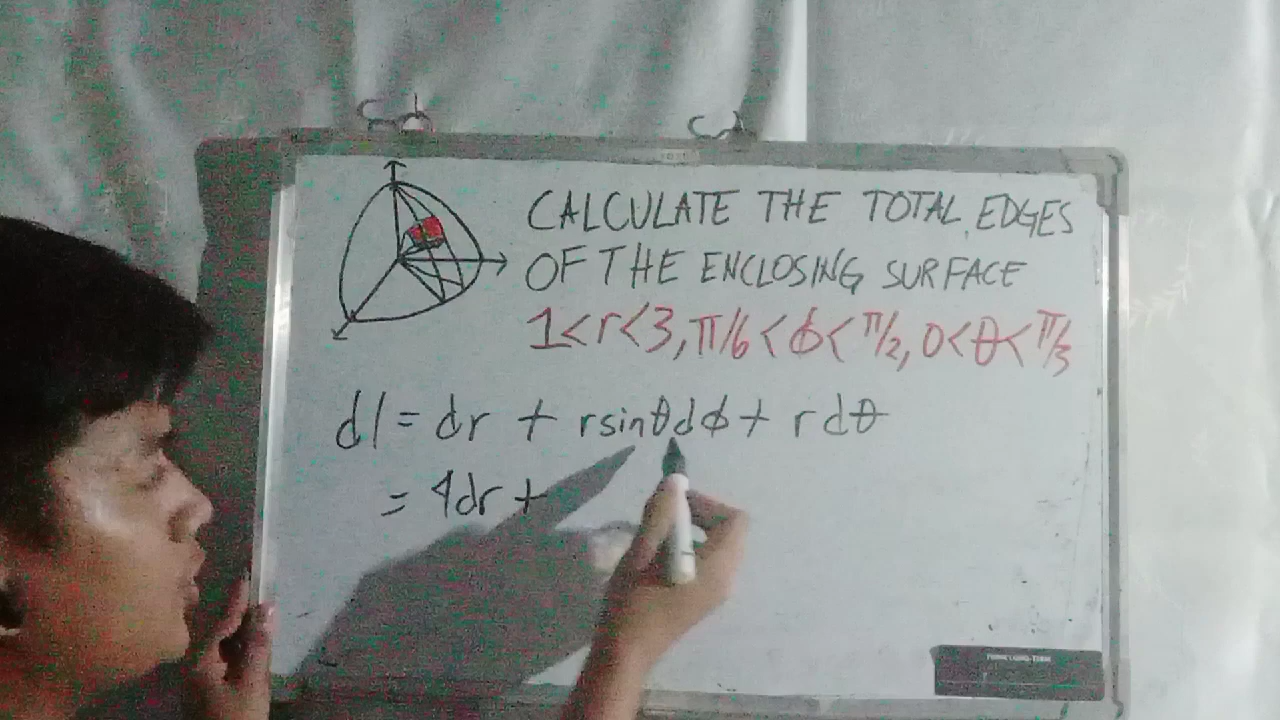 CALCULATE THE TOTAL EDGES
OF THE ENCLOSING SURFACE
1<r<3, π/6<ϕ<π/2, 0<θ<π/3
dl = dr + rsinθdϕ + rdθ
= 4dr +